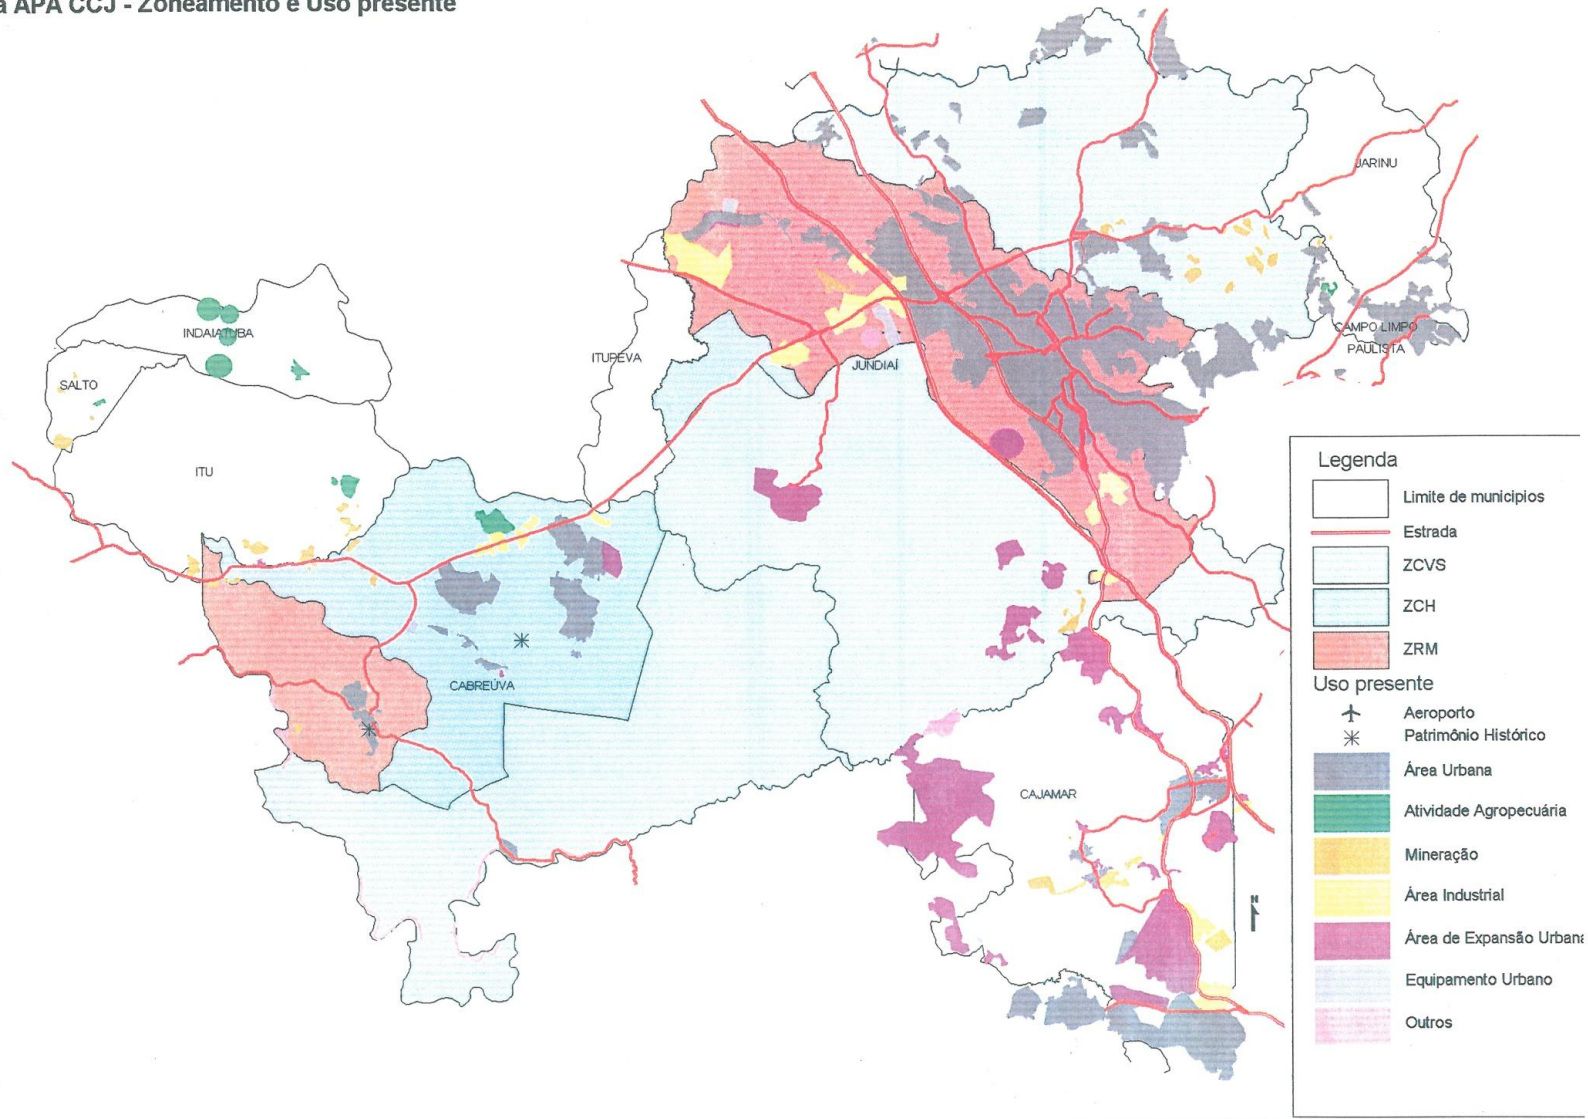 a APA CCJ - Zoneamento e Uso presente
JARINU
INDAIATUBA
CAMPO LIMPO
PAULISTA
ITUPEVA
JUNDIAÍ
SALTO
ITU
CABREÚVA
CAJAMAR
Legenda
Limite de municipios
Estrada
ZCVS
ZCH
ZRM
Uso presente
Aeroporto
Patrimônio Histórico
Área Urbana
Atividade Agropecuária
Mineração
Área Industrial
Área de Expansão Urbana
Equipamento Urbano
Outros